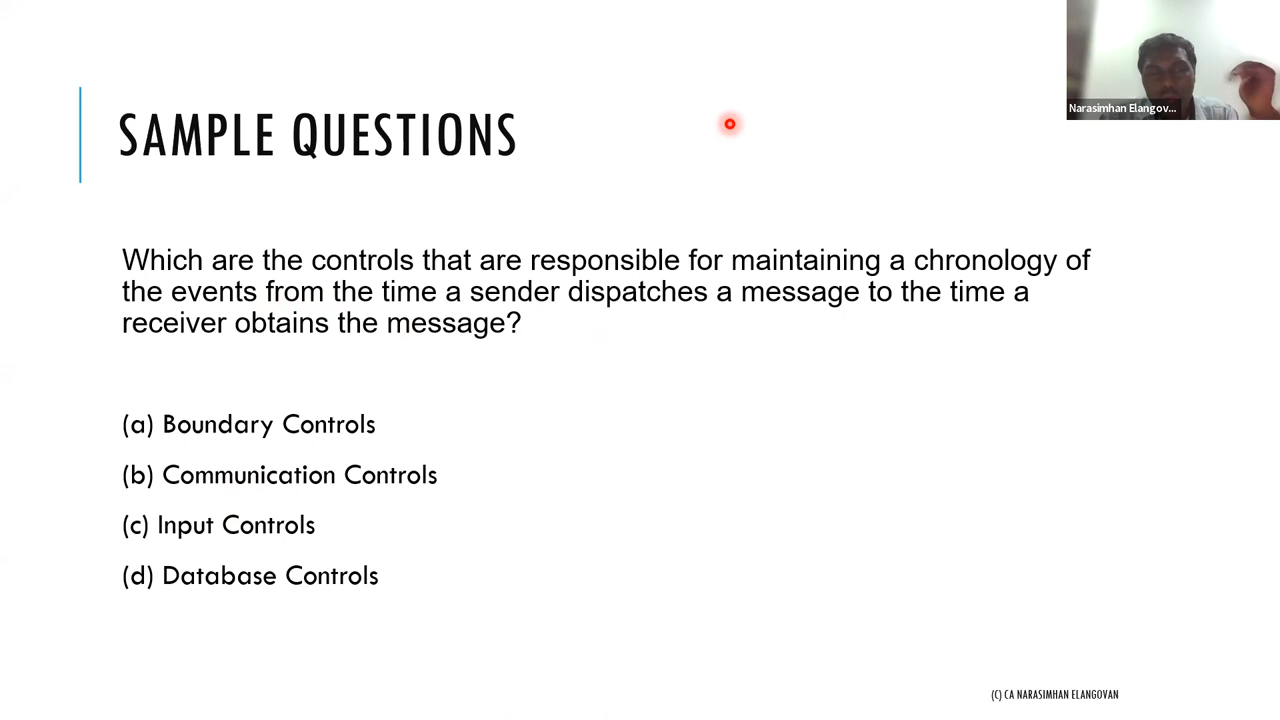 Narasimhan Elangov...
SAMPLE QUESTIONS
Which are the controls that are responsible for maintaining a chronology of
the events from the time a sender dispatches a message to the time a
receiver obtains the message?
(a) Boundary Controls
(b) Communication Controls
(c) Input Controls
(d) Database Controls
(C) CA NARASIMHAN ELANGOVAN